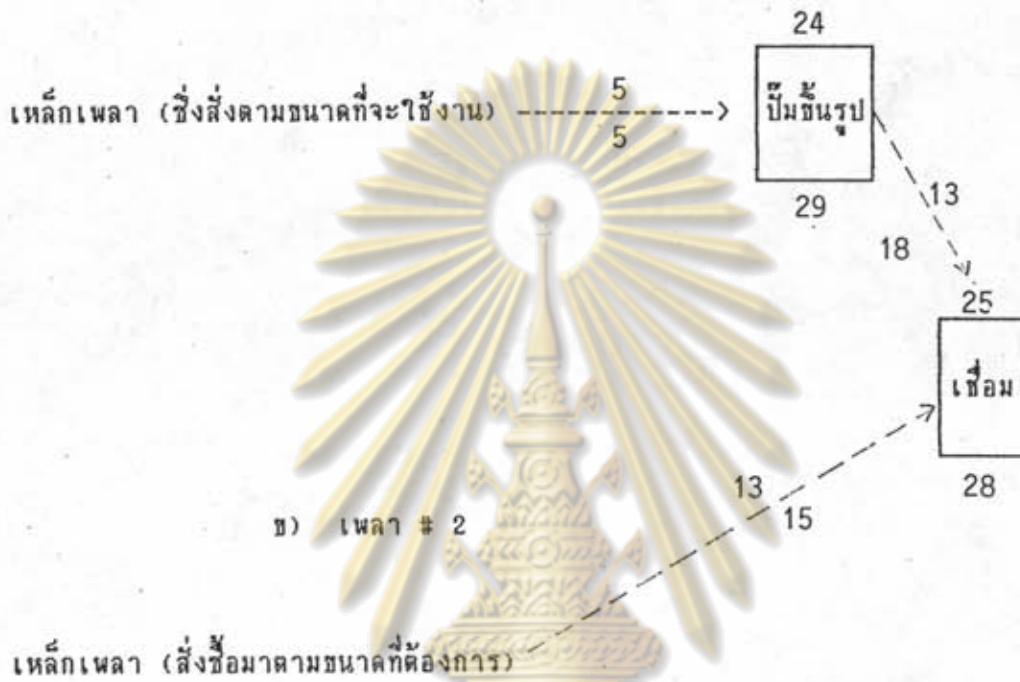 24
เหล็กเพลา (ซึ่งสั่งตามขนาดที่จะใช้งาน)
5
5
ปั๊มขึ้นรูป
29
13
18
25
เชื่อม
28
13
15
ข) เพลา # 2
เหล็กเพลา (สั่งซื้อมาตามขนาดที่ต้องการ)